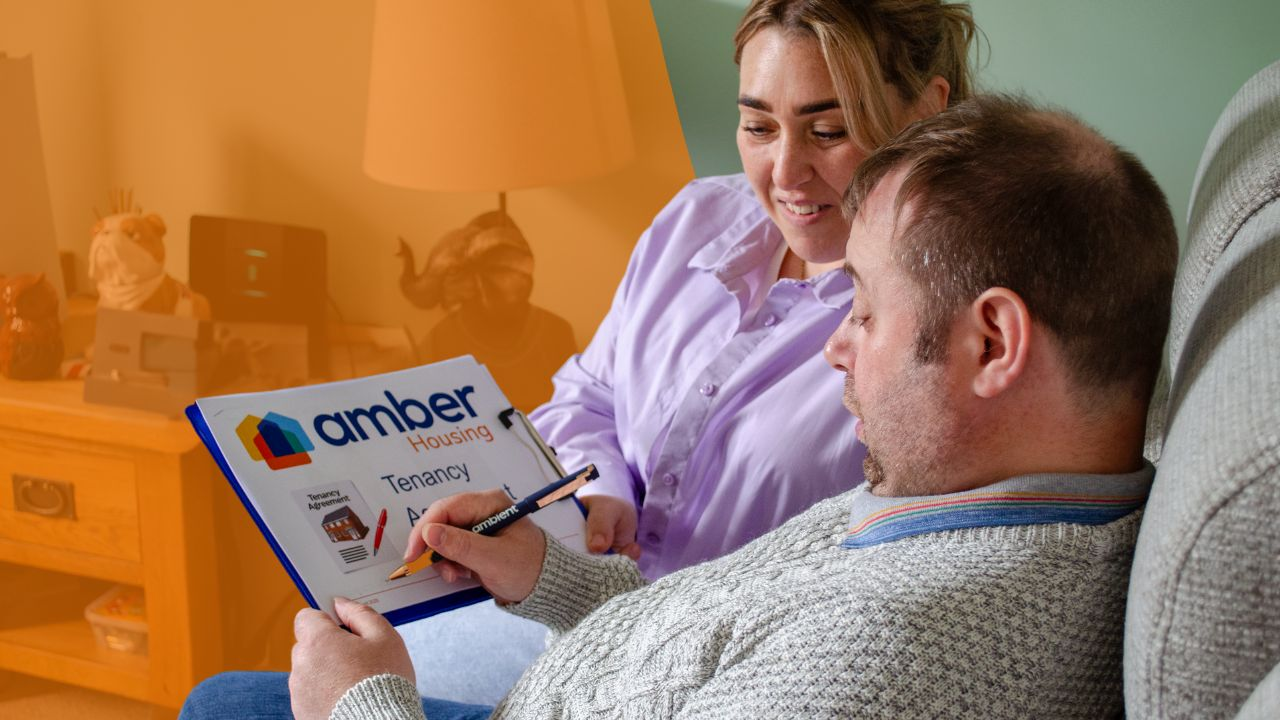 amber
Housing
Tenancy
Tenancy
Agreement
ambient